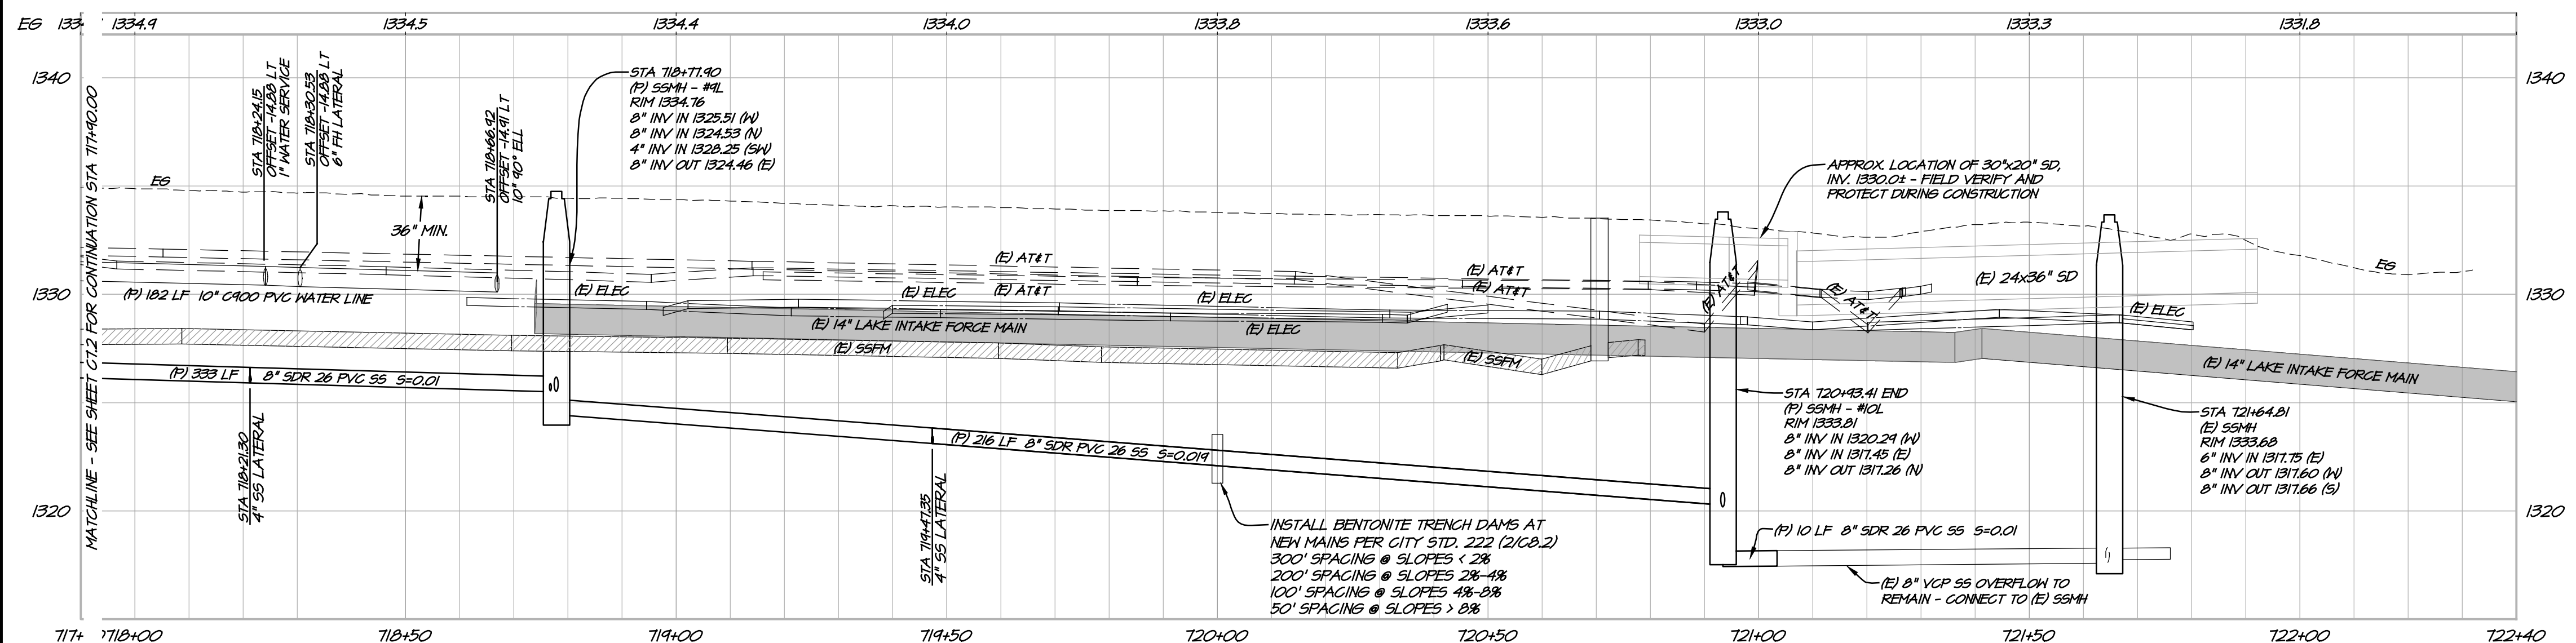 EG 1334.9 1334.5 1334.4 1334.0 1333.8 1333.6 1333.0 1333.3 1331.8
1340
1330
1320
1340
1330
1320
MATCHLINE - SEE SHEET C7.2 FOR CONTINUATION STA 717+90.00
EG
STA 718+24.15
OFFSET -14.88 LT
1" WATER SERVICE
STA 718+30.53
OFFSET -14.88 LT
6" FH LATERAL
36" MIN.
STA 718+66.92
OFFSET -14.91 LT
10" 90° ELL
STA 718+77.90
(P) SSMH - #9L
RIM 1334.76
8" INV IN 1325.51 (W)
8" INV IN 1324.53 (N)
4" INV IN 1328.25 (SW)
8" INV OUT 1324.46 (E)
APPROX. LOCATION OF 30"x20" SD,
INV. 1330.0± - FIELD VERIFY AND
PROTECT DURING CONSTRUCTION
EG
(P) 182 LF 10" C900 PVC WATER LINE
(E) ELEC
(E) AT&T
(E) ELEC
(E) AT&T
(E) ELEC
(E) AT&T
(E) AT&T
(E) AT&T
(E) AT&T
(E) 24x36" SD
(E) ELEC
(E) 14" LAKE INTAKE FORCE MAIN
(E) ELEC
(E) SSFM
(E) SSFM
(E) 14" LAKE INTAKE FORCE MAIN
(P) 333 LF 8" SDR 26 PVC SS S=0.01
STA 718+21.30
4" SS LATERAL
(P) 216 LF 8" SDR PVC 26 SS S=0.019
STA 719+47.35
4" SS LATERAL
STA 720+93.41 END
(P) SSMH - #10L
RIM 1333.81
8" INV IN 1320.29 (W)
8" INV IN 1317.45 (E)
8" INV OUT 1317.26 (N)
STA 721+64.81
(E) SSMH
RIM 1333.68
6" INV IN 1317.75 (E)
8" INV OUT 1317.60 (W)
8" INV OUT 1317.66 (S)
INSTALL BENTONITE TRENCH DAMS AT
NEW MAINS PER CITY STD. 222 (2/C8.2)
300' SPACING @ SLOPES < 2%
200' SPACING @ SLOPES 2%-4%
100' SPACING @ SLOPES 4%-8%
50' SPACING @ SLOPES > 8%
(P) 10 LF 8" SDR 26 PVC SS S=0.01
(E) 8" VCP SS OVERFLOW TO
REMAIN - CONNECT TO (E) SSMH
718+00 718+50 719+00 719+50 720+00 720+50 721+00 721+50 722+00 722+40